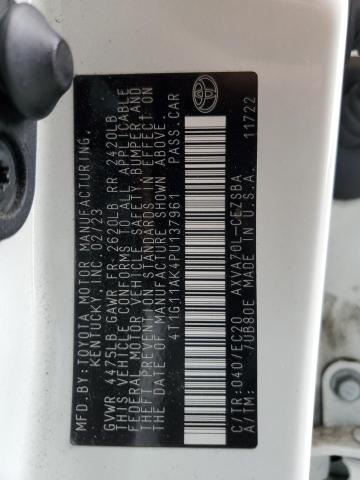 MFD.BY:TOYOTA MOTOR MANUFACTURING,
KENTUCKY, INC. 02/23
GVWR 4475LB GAWR FR 2620LB RR 2420LB
THIS VEHICLE CONFORMS TO ALL APPLICABLE
FEDERAL MOTOR VEHICLE SAFETY, BUMPER AND
THEFT PREVENTION STANDARDS IN EFFECT ON
THE DATE OF MANUFACTURE SHOWN ABOVE.
4T1G11AK4PU137961 PASS.CAR
C/TR:040/EC20 AXVA70L-CEZSBA
A/TM: 7UB80E MADE IN U.S.A. 11722